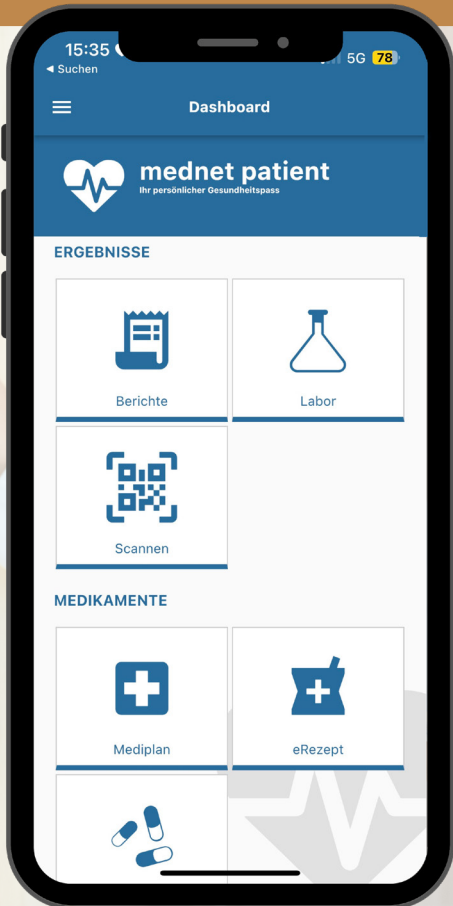 15:35
5G 78
◂ Suchen
Dashboard
mednet patient
Ihr persönlicher Gesundheitspass
ERGEBNISSE
Berichte
Labor
Scannen
MEDIKAMENTE
Mediplan
eRezept